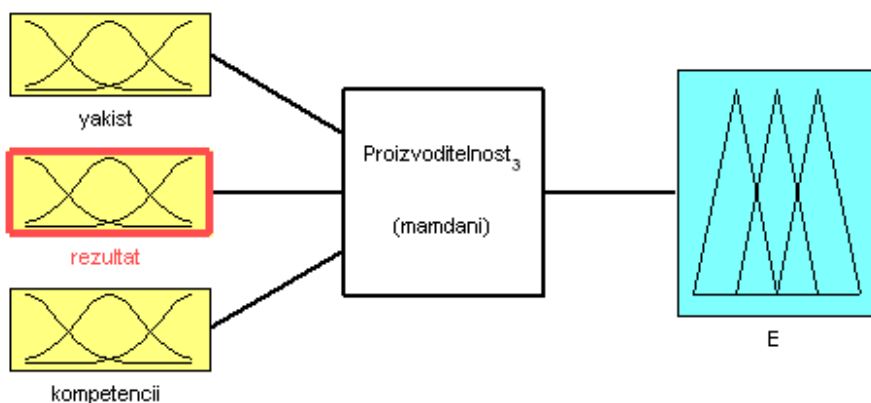 yakist
rezultat
kompetencii
Proizvoditelnost₃
(mamdani)
E